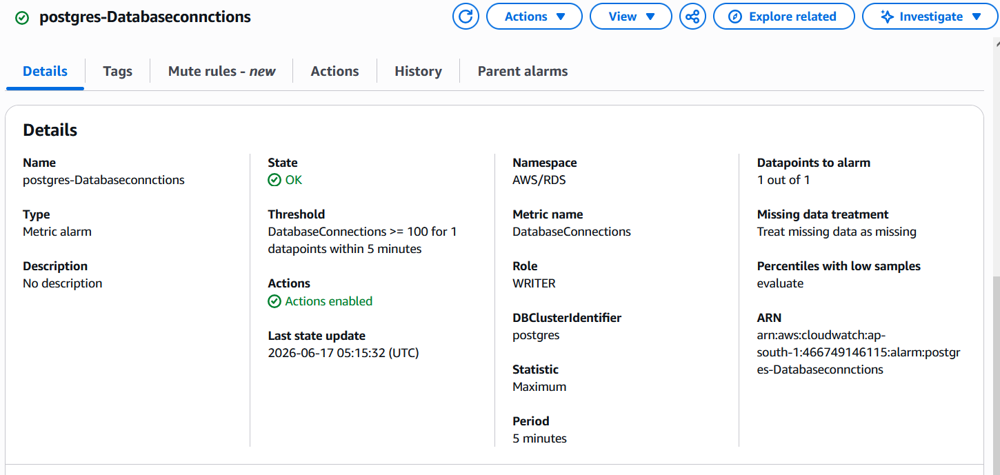 postgres-Databaseconnctions
Actions
View
Explore related
Investigate
Details
Tags
Mute rules - new
Actions
History
Parent alarms
Details
Name
postgres-Databaseconnctions
Type
Metric alarm
Description
No description
State
OK
Threshold
DatabaseConnections >= 100 for 1
datapoints within 5 minutes
Actions
Actions enabled
Last state update
2026-06-17 05:15:32 (UTC)
Namespace
AWS/RDS
Metric name
DatabaseConnections
Role
WRITER
DBClusterIdentifier
postgres
Statistic
Maximum
Period
5 minutes
Datapoints to alarm
1 out of 1
Missing data treatment
Treat missing data as missing
Percentiles with low samples
evaluate
ARN
arn:aws:cloudwatch:ap-
south-1:466749146115:alarm:postgr
es-Databaseconnctions